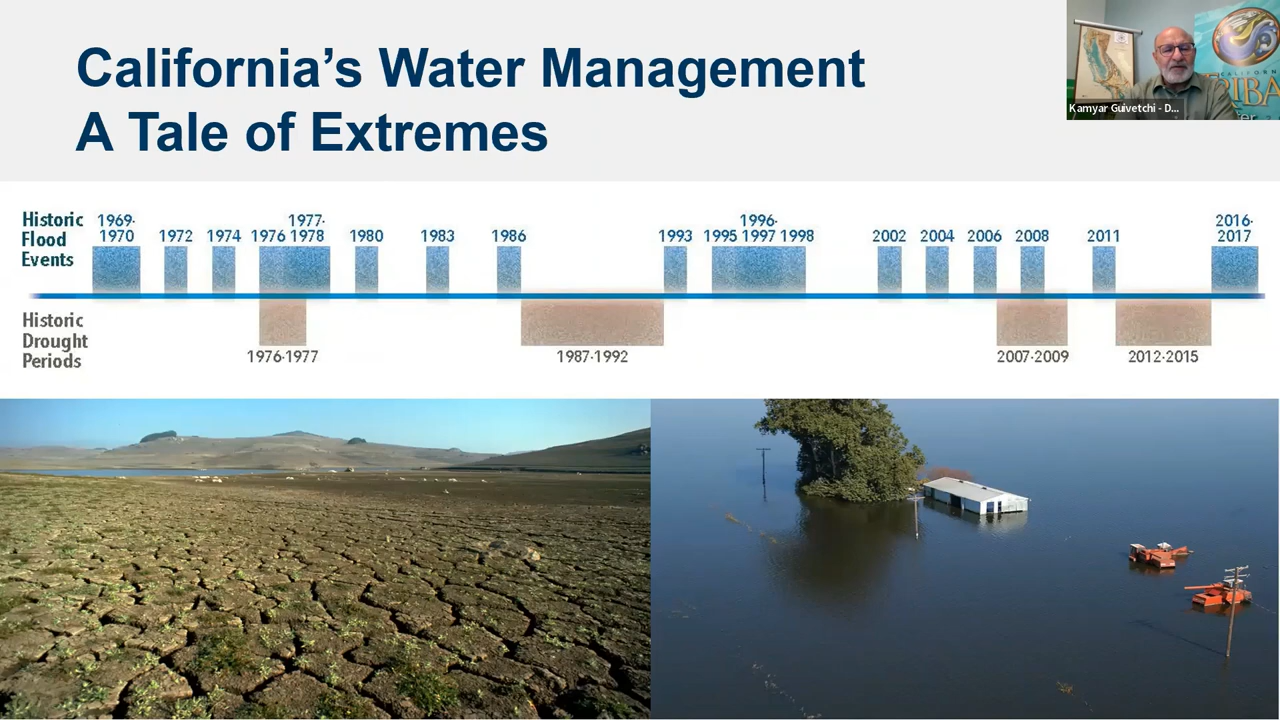 California's Water Management
A Tale of Extremes
Kamyar Guivetchi - D...
CALIFORN
TRIBA
Historic
Flood
Events
1969-
1970
1972
1974
1976
1977-
1978
1980
1983
1986
1993
1995
1996-
1997
1998
2002
2004
2006
2008
2011
2016-
2017
Historic
Drought
Periods
1976-1977
1987-1992
2007-2009
2012-2015